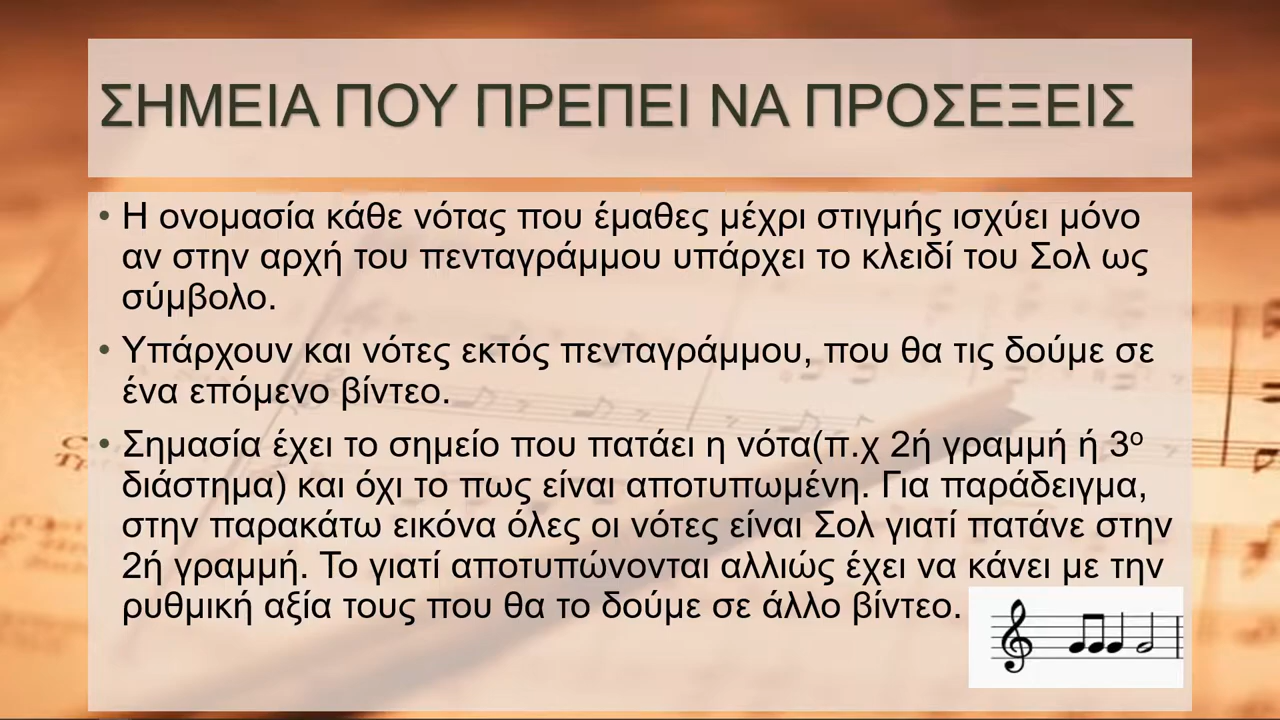 ΣΗΜΕΙΑ ΠΟΥ ΠΡΕΠΕΙ ΝΑ ΠΡΟΣΕΞΕΙΣ
• Η ονομασία κάθε νότας που έμαθες μέχρι στιγμής ισχύει μόνο
αν στην αρχή του πενταγράμμου υπάρχει το κλειδί του Σολ ως
σύμβολο.
• Υπάρχουν και νότες εκτός πενταγράμμου, που θα τις δούμε σε
ένα επόμενο βίντεο.
• Σημασία έχει το σημείο που πατάει η νότα(π.χ 2ή γραμμή ή 3ο
διάστημα) και όχι το πως είναι αποτυπωμένη. Για παράδειγμα,
στην παρακάτω εικόνα όλες οι νότες είναι Σολ γιατί πατάνε στην
2ή γραμμή. Το γιατί αποτυπώνονται αλλιώς έχει να κάνει με την
ρυθμική αξία τους που θα το δούμε σε άλλο βίντεο.